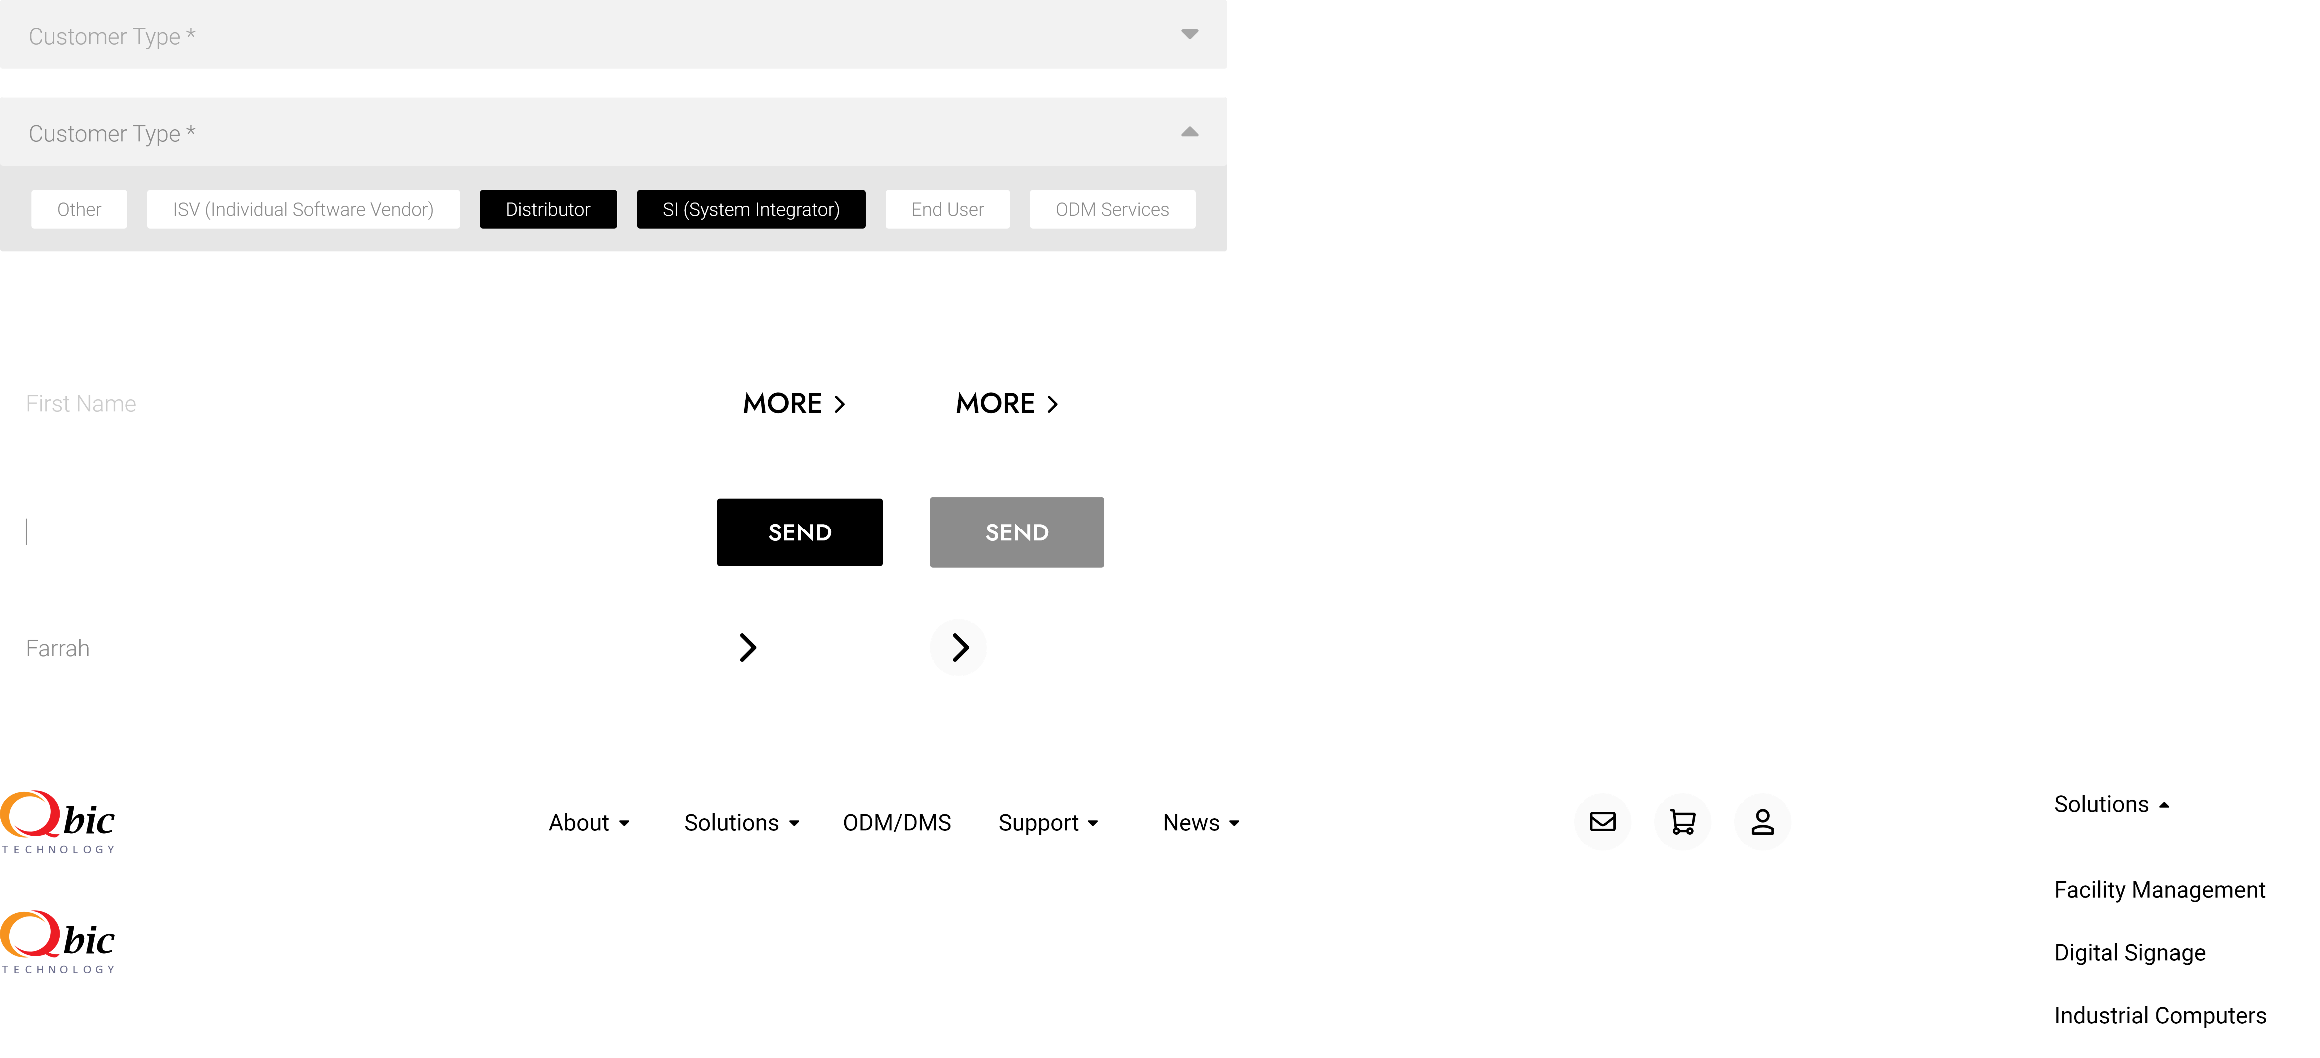 Customer Type *
Customer Type *
Other ISV (Individual Software Vendor) Distributor SI (System Integrator) End User ODM Services
First Name MORE MORE
SEND SEND
Farrah
Qbic
TECHNOLOGY
About Solutions ODM/DMS Support News
Solutions
Facility Management
Qbic
TECHNOLOGY
Digital Signage
Industrial Computers